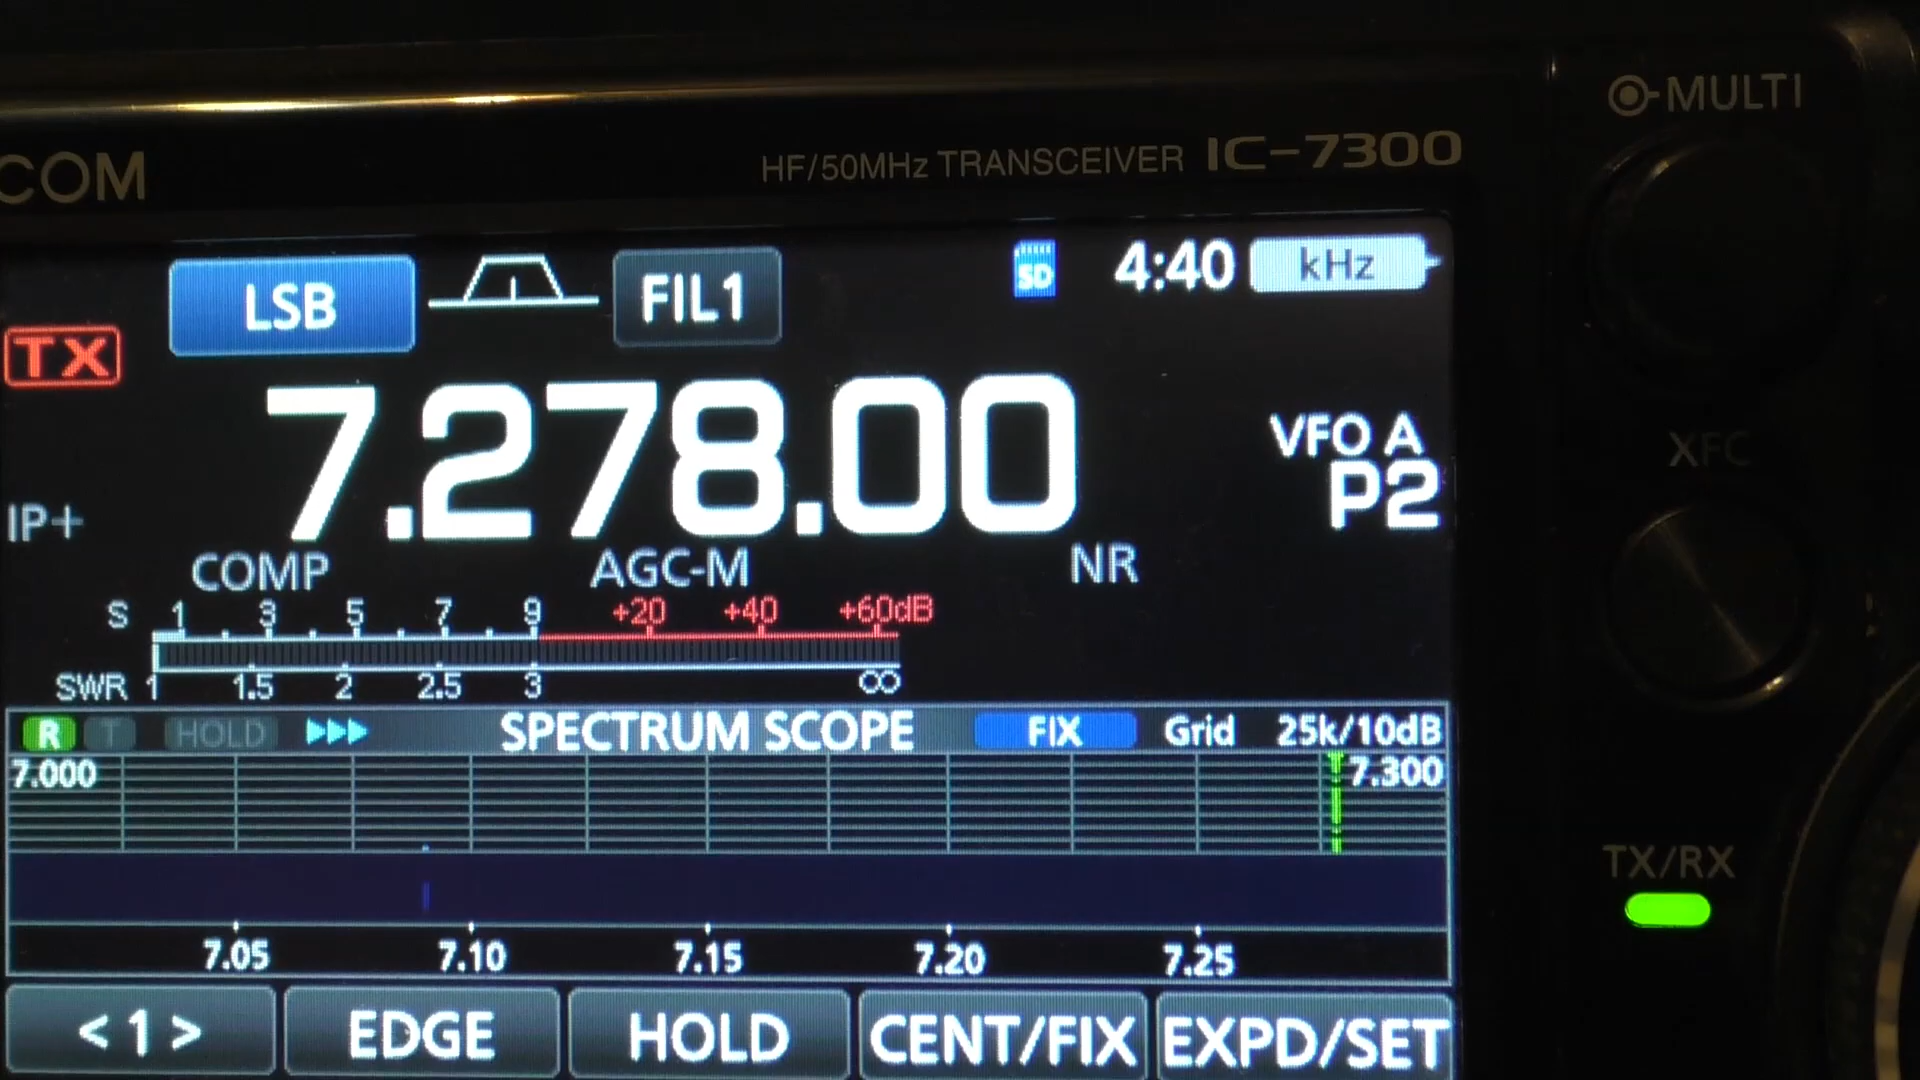 COM
HF/50MHz TRANSCEIVER IC-7300
MULTI
LSB FIL1 SD 4:40 kHz
TX
7.278.00
VFO A
P2
XFC
IP+
COMP AGC-M NR
S 1 3 5 7 9 +20 +40 +60dB
SWR 1 1.5 2 2.5 3 ∞
R T HOLD SPECTRUM SCOPE FIX Grid 25k/10dB
7.000 7.300
TX/RX
7.05 7.10 7.15 7.20 7.25
< 1 > EDGE HOLD CENT/FIX EXPD/SET